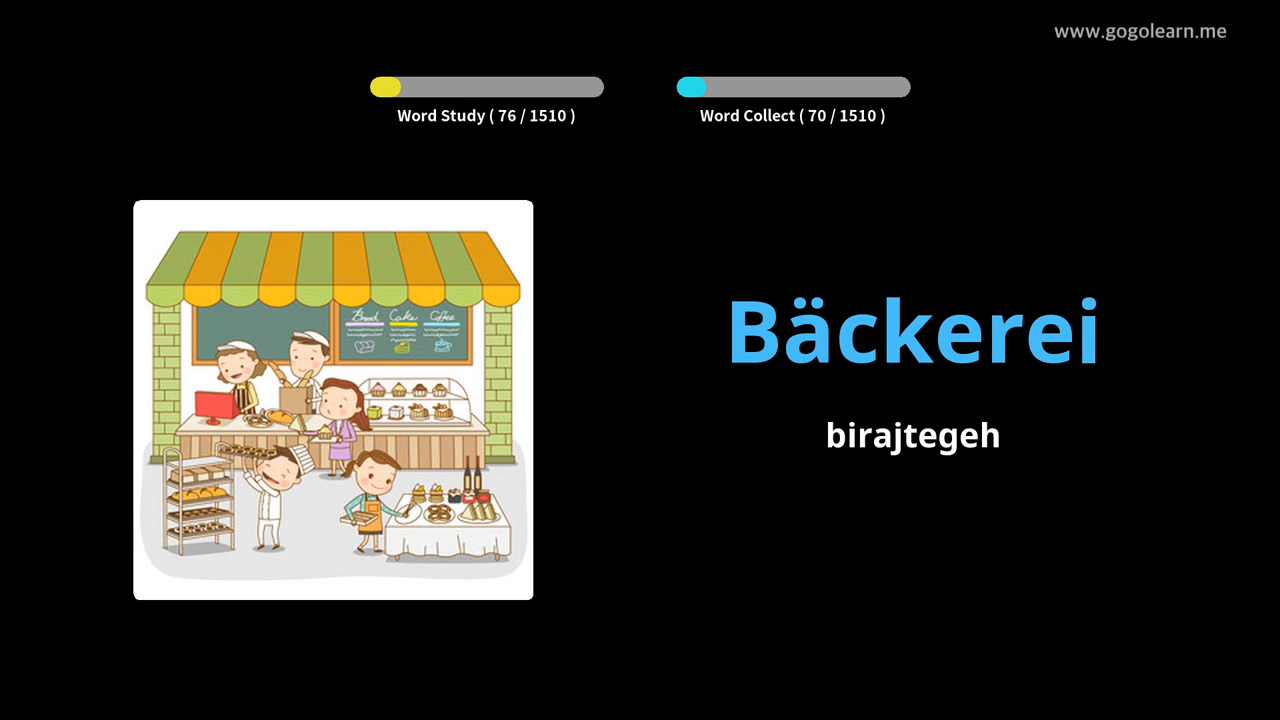 www.gogolearn.me
Word Study ( 76 / 1510 )
Word Collect ( 70 / 1510 )
Bread Cake Coffee
Bäckerei
birajtegeh